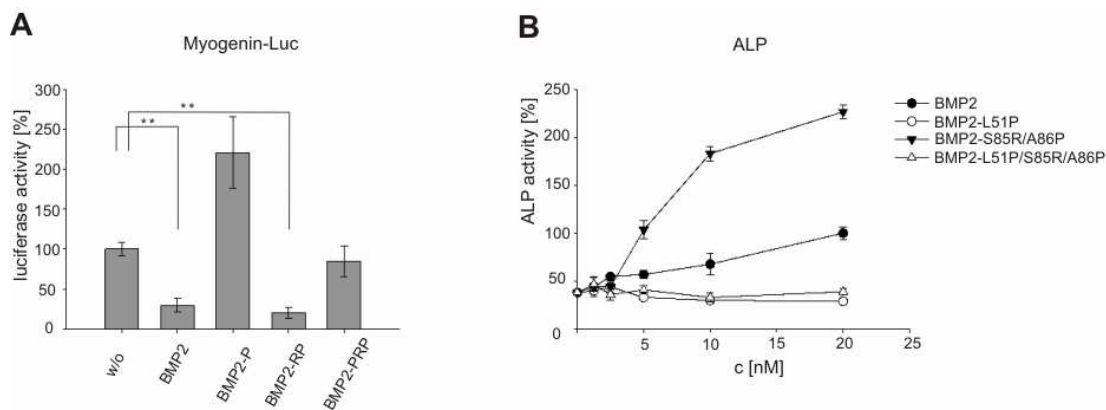 A
Myogenin-Luc
luciferase activity [%]
300
250
200
150
100
50
0
**
**
w/o
BMP2
BMP2-P
BMP2-RP
BMP2-PRP
B
ALP
ALP activity [%]
250
200
150
100
50
0
5
10
15
20
25
c [nM]
BMP2
BMP2-L51P
BMP2-S85R/A86P
BMP2-L51P/S85R/A86P